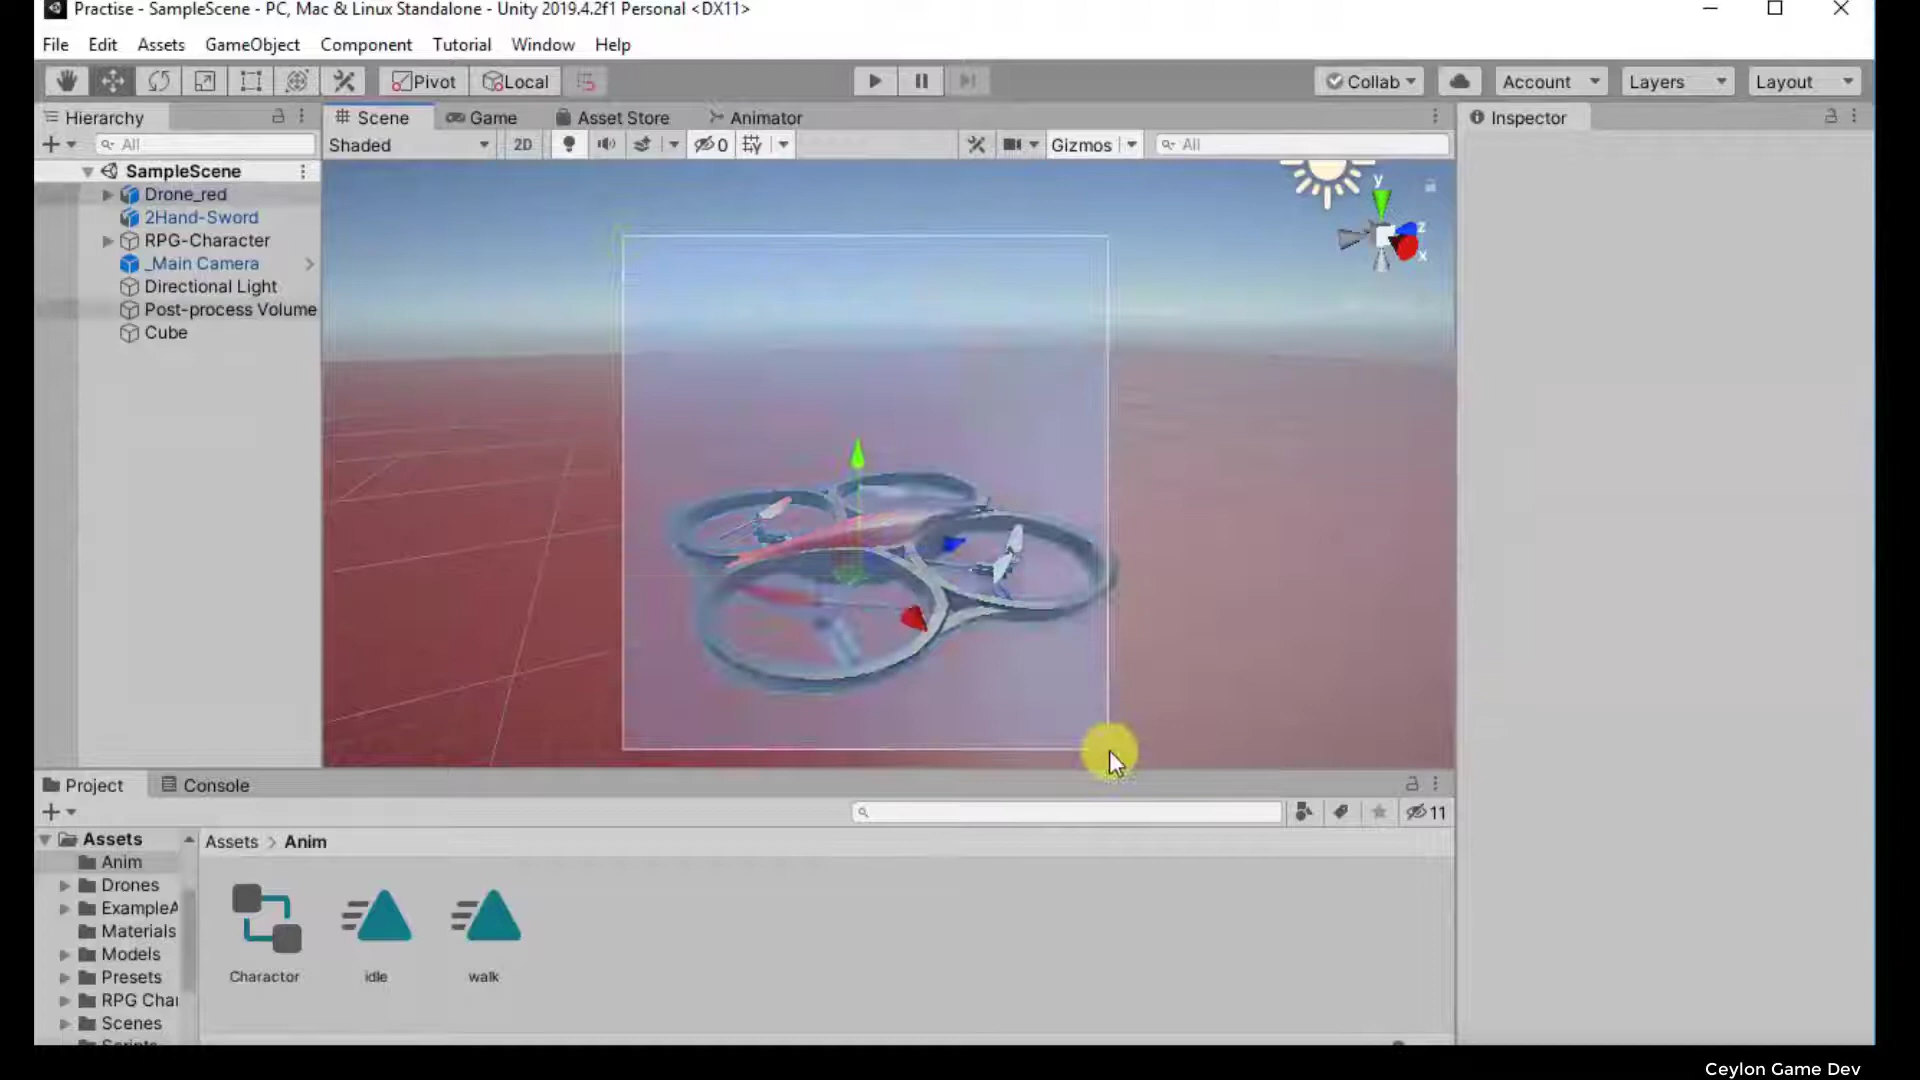 Practise - SampleScene - PC, Mac & Linux Standalone - Unity 2019.4.2f1 Personal <DX11>
File Edit Assets GameObject Component Tutorial Window Help
Pivot Local Collab Account Layers Layout
Hierarchy Scene Game Asset Store Animator Inspector
All Shaded 2D 0 Gizmos All
SampleScene
Drone_red
2Hand-Sword
RPG-Character
_Main Camera
Directional Light
Post-process Volume
Cube
y
z
x
Project Console
11
Assets Assets > Anim
Anim
Drones
ExampleA
Materials
Models
Presets
RPG Char
Scenes
Charactor idle walk
Ceylon Game Dev